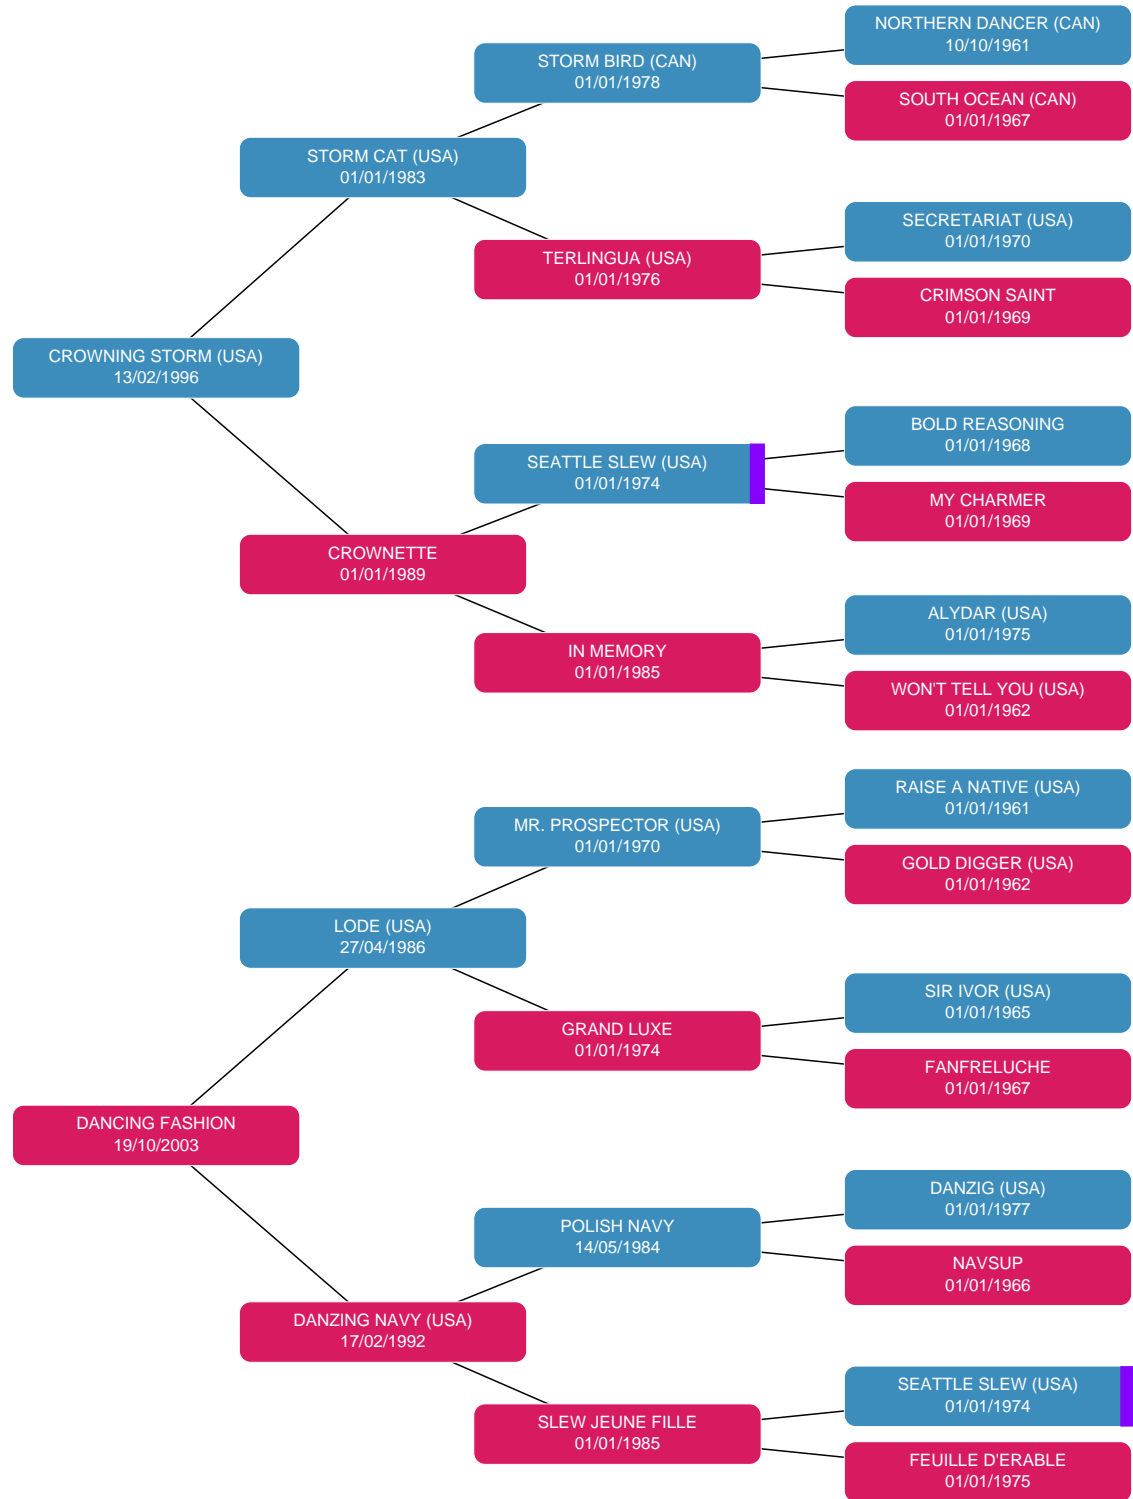 NORTHERN DANCER (CAN)
10/10/1961
STORM BIRD (CAN)
01/01/1978
SOUTH OCEAN (CAN)
01/01/1967
STORM CAT (USA)
01/01/1983
SECRETARIAT (USA)
01/01/1970
TERLINGUA (USA)
01/01/1976
CRIMSON SAINT
01/01/1969
CROWNING STORM (USA)
13/02/1996
BOLD REASONING
01/01/1968
SEATTLE SLEW (USA)
01/01/1974
MY CHARMER
01/01/1969
CROWNETTE
01/01/1989
ALYDAR (USA)
01/01/1975
IN MEMORY
01/01/1985
WON'T TELL YOU (USA)
01/01/1962
RAISE A NATIVE (USA)
01/01/1961
MR. PROSPECTOR (USA)
01/01/1970
GOLD DIGGER (USA)
01/01/1962
LODE (USA)
27/04/1986
SIR IVOR (USA)
01/01/1965
GRAND LUXE
01/01/1974
FANFRELUCHE
01/01/1967
DANCING FASHION
19/10/2003
DANZIG (USA)
01/01/1977
POLISH NAVY
14/05/1984
NAVSUP
01/01/1966
DANZING NAVY (USA)
17/02/1992
SEATTLE SLEW (USA)
01/01/1974
SLEW JEUNE FILLE
01/01/1985
FEUILLE D'ERABLE
01/01/1975